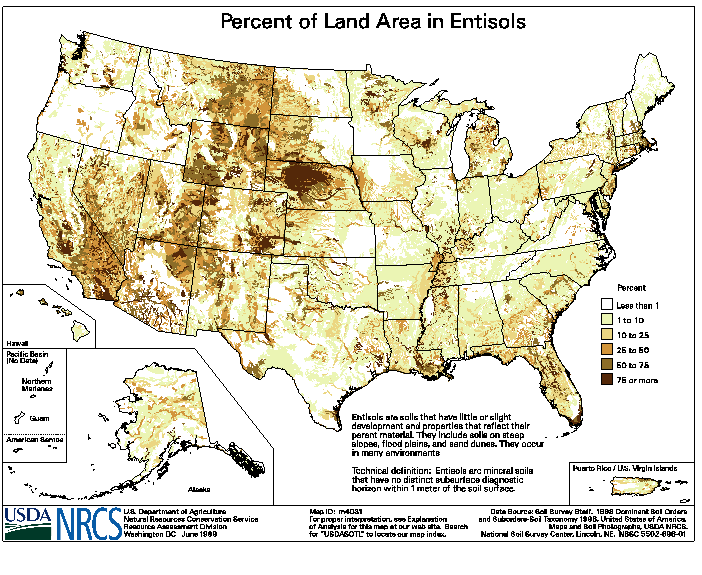 Percent of Land Area in Entisols
Percent
Less than 1
1 to 10
10 to 25
25 to 50
50 to 75
75 or more
Hawaii
Pacific Basin
(No Data)
Northern
Marianas
Guam
American Samoa
Alaska
Entisols are soils that have little or slight
development and properties that reflect their
parent material. They include soils on steep
slopes, flood plains, and sand dunes. They occur
in many environments
Technical definition: Entisols are mineral soils
that have no distinct subsurface diagnostic
horizon within 1 meter of the soil surface.
Puerto Rico / U.S. Virgin Islands
USDA
NRCS
U.S. Department of Agriculture
Natural Resources Conservation Service
Resource Assessment Division
Washington DC June 1999
Map ID: m4031
For proper interpretation, see Explanation
of Analysis for this map at our web site. Search
for "USDASOTL" to locate our map index.
Data Source: Soil Survey Staff. 1998 Dominant Soil Orders
and Suborders-Soil Taxonomy 1998, United States of America,
Maps and Soil Photographs, USDA NRCS,
National Soil Survey Center, Lincoln, NE. NSSC 5502-696-01